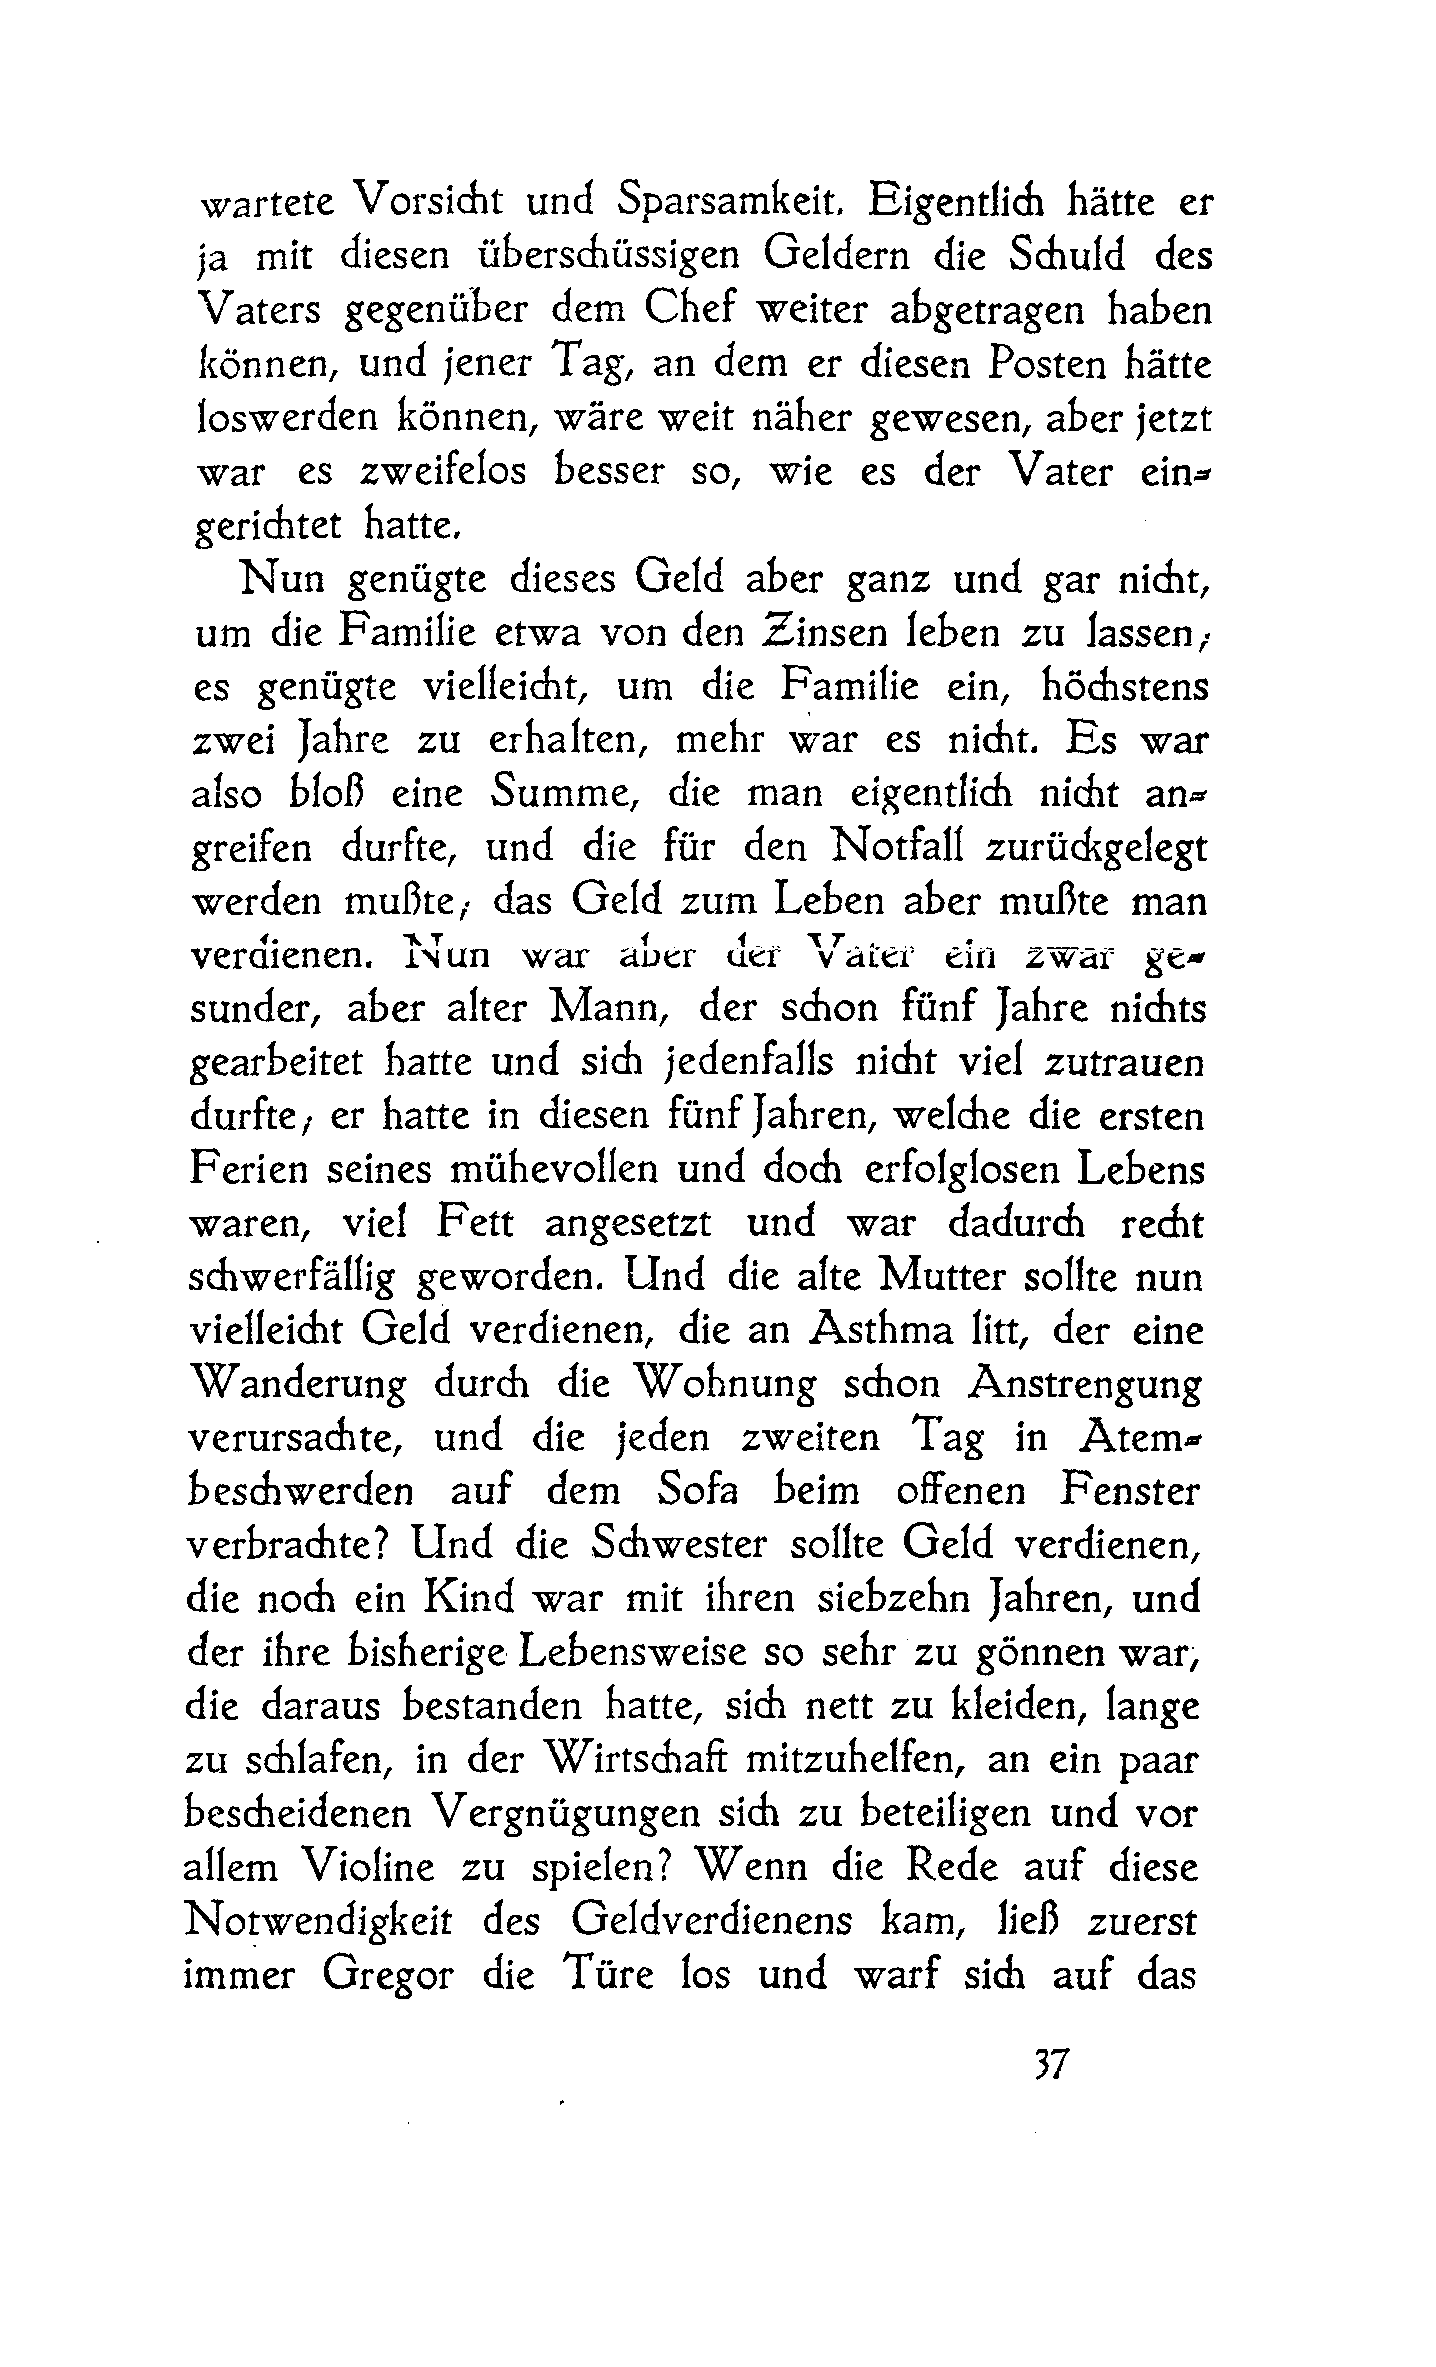 wartete Vorsicht und Sparsamkeit. Eigentlich hätte er
ja mit diesen überschüssigen Geldern die Schuld des
Vaters gegenüber dem Chef weiter abgetragen haben
können, und jener Tag, an dem er diesen Posten hätte
loswerden können, wäre weit näher gewesen, aber jetzt
war es zweifelos besser so, wie es der Vater ein-
gerichtet hatte.
Nun genügte dieses Geld aber ganz und gar nicht,
um die Familie etwa von den Zinsen leben zu lassen;
es genügte vielleicht, um die Familie ein, höchstens
zwei Jahre zu erhalten, mehr war es nicht. Es war
also bloß eine Summe, die man eigentlich nicht an-
greifen durfte, und die für den Notfall zurückgelegt
werden mußte; das Geld zum Leben aber mußte man
verdienen. Nun war aber der Vater ein zwar ge-
sunder, aber alter Mann, der schon fünf Jahre nichts
gearbeitet hatte und sich jedenfalls nicht viel zutrauen
durfte; er hatte in diesen fünf Jahren, welche die ersten
Ferien seines mühevollen und doch erfolglosen Lebens
waren, viel Fett angesetzt und war dadurch recht
schwerfällig geworden. Und die alte Mutter sollte nun
vielleicht Geld verdienen, die an Asthma litt, der eine
Wanderung durch die Wohnung schon Anstrengung
verursachte, und die jeden zweiten Tag in Atem-
beschwerden auf dem Sofa beim offenen Fenster
verbrachte? Und die Schwester sollte Geld verdienen,
die noch ein Kind war mit ihren siebzehn Jahren, und
der ihre bisherige Lebensweise so sehr zu gönnen war,
die daraus bestanden hatte, sich nett zu kleiden, lange
zu schlafen, in der Wirtschaft mitzuhelfen, an ein paar
bescheidenen Vergnügungen sich zu beteiligen und vor
allem Violine zu spielen? Wenn die Rede auf diese
Notwendigkeit des Geldverdienens kam, ließ zuerst
immer Gregor die Türe los und warf sich auf das
37